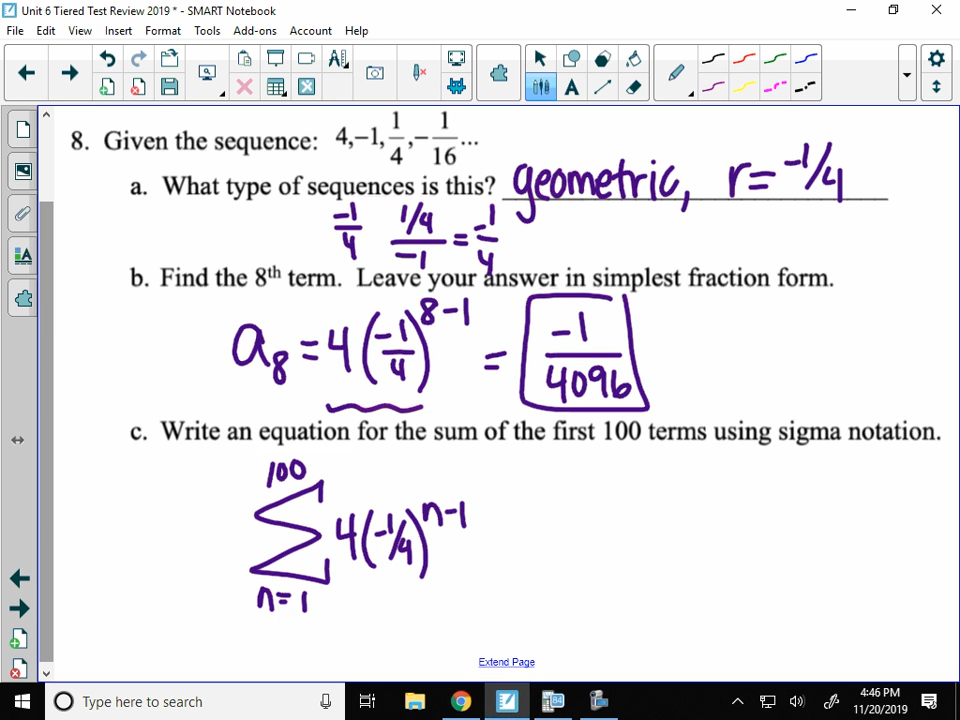 Unit 6 Tiered Test Review 2019 * - SMART Notebook
File Edit View Insert Format Tools Add-ons Account Help
8. Given the sequence: 4,−1, 1/4 ,− 1/16 ...
a. What type of sequences is this? geometric, r= -1/4
-1/4 (1/4)/-1 = -1/4
b. Find the 8th term. Leave your answer in simplest fraction form.
a₈ = 4(-1/4)^(8-1) = -1/4096
c. Write an equation for the sum of the first 100 terms using sigma notation.
100
Σ 4(-1/4)^(n-1)
n=1
Extend Page
Type here to search
84
4:46 PM
11/20/2019